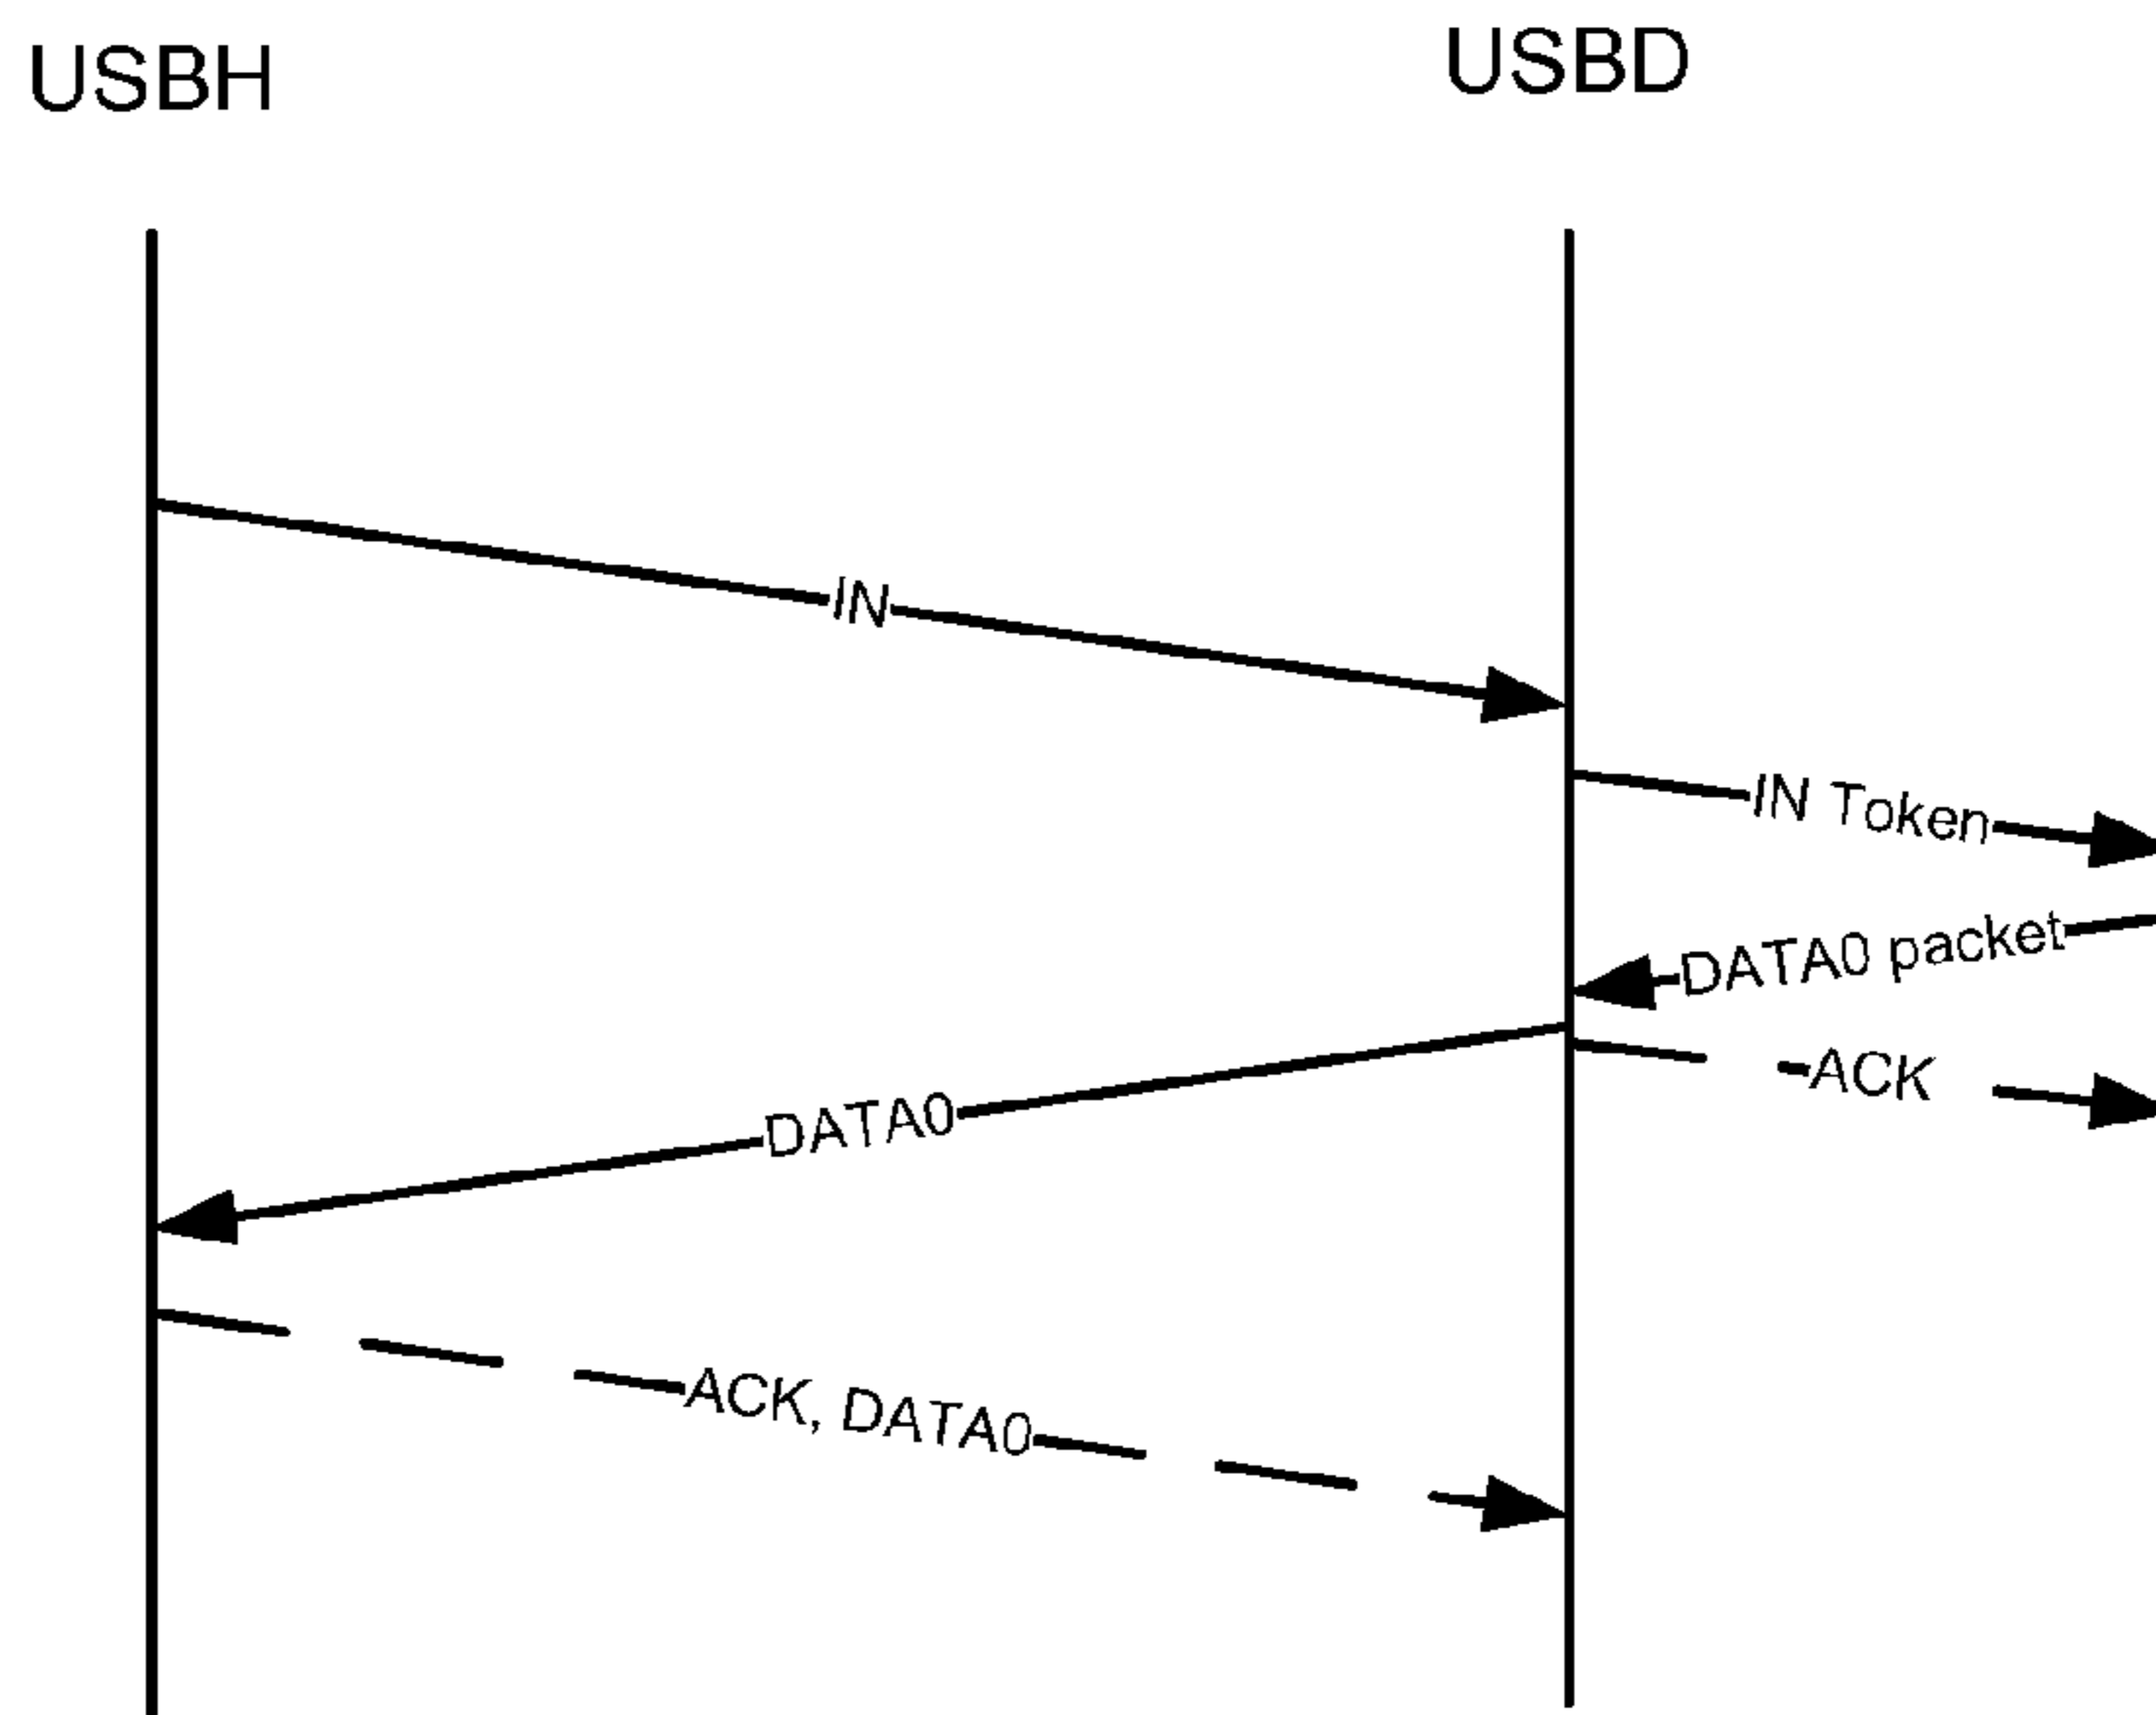 USBH
USBD
IN
IN Token
DATA0 packet
ACK
DATA0
ACK, DATA0